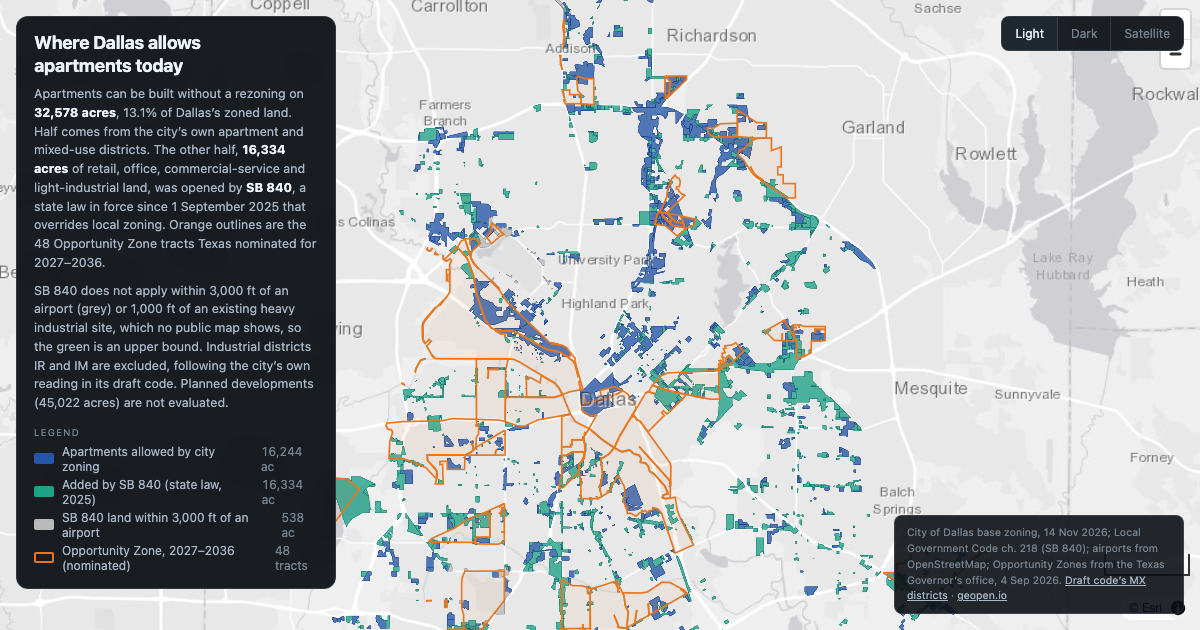 Where Dallas allows
apartments today
Apartments can be built without a rezoning on
32,578 acres, 13.1% of Dallas’s zoned land.
Half comes from the city’s own apartment and
mixed-use districts. The other half, 16,334
acres of retail, office, commercial-service and
light-industrial land, was opened by SB 840, a
state law in force since 1 September 2025 that
overrides local zoning. Orange outlines are the
48 Opportunity Zone tracts Texas nominated for
2027–2036.
SB 840 does not apply within 3,000 ft of an
airport (grey) or 1,000 ft of an existing heavy
industrial site, which no public map shows, so
the green is an upper bound. Industrial districts
IR and IM are excluded, following the city’s own
reading in its draft code. Planned developments
(45,022 acres) are not evaluated.
LEGEND
Apartments allowed by city
zoning
16,244
ac
Added by SB 840 (state law,
2025)
16,334
ac
SB 840 land within 3,000 ft of an
airport
538
ac
Opportunity Zone, 2027–2036
(nominated)
48
tracts
Light
Dark
Satellite
Coppell
Carrollton
Sachse
Addison
Richardson
Rockwal
Farmers
Branch
Garland
Rowlett
as Colinas
University Park
Lake Ray
Hubbard
Heath
Highland Park
ving
Dallas
Mesquite
Sunnyvale
Forney
Balch
Springs
City of Dallas base zoning, 14 Nov 2026; Local
Government Code ch. 218 (SB 840); airports from
OpenStreetMap; Opportunity Zones from the Texas
Governor’s office, 4 Sep 2026. Draft code’s MX
districts · geopen.io
© Esri